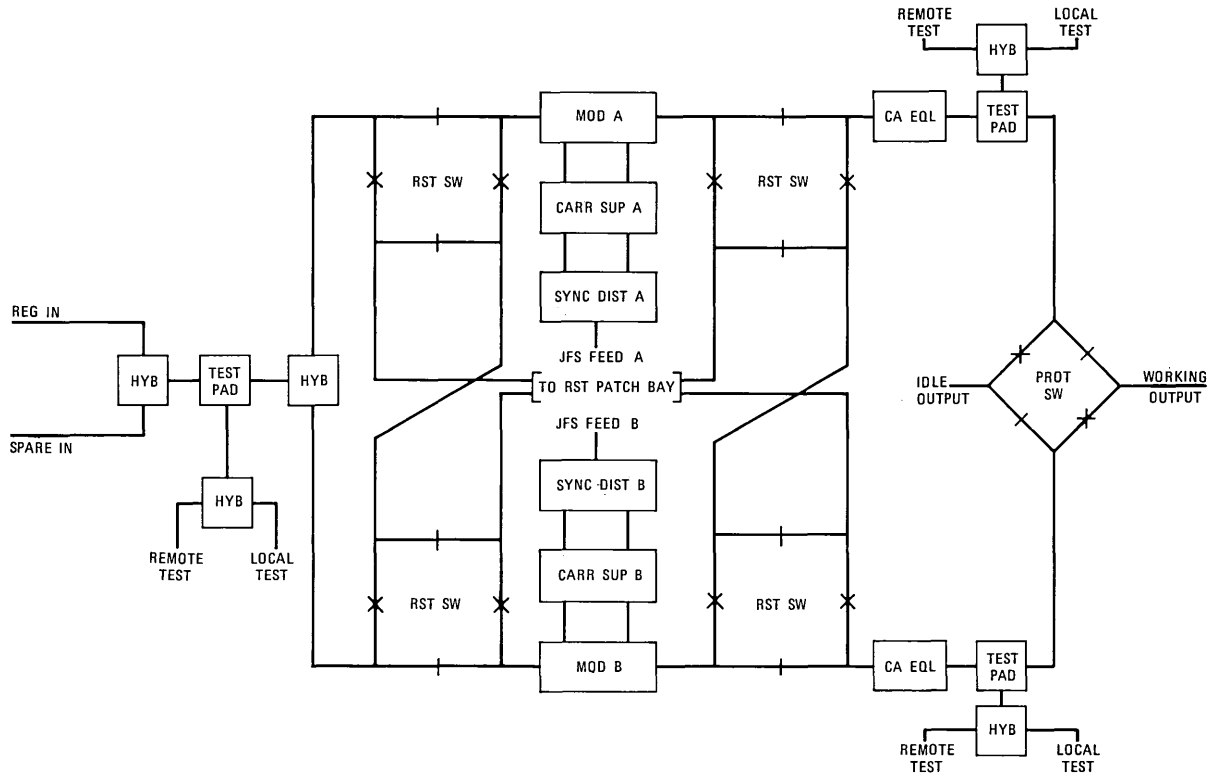 REMOTE
TEST
LOCAL
TEST
HYB
MOD A
CA EQL
TEST
PAD
RST SW
RST SW
CARR SUP A
SYNC DIST A
REG IN
JFS FEED A
HYB
TEST
PAD
HYB
TO RST PATCH BAY
IDLE
OUTPUT
PROT
SW
WORKING
OUTPUT
JFS FEED B
SPARE IN
SYNC DIST B
HYB
REMOTE
TEST
LOCAL
TEST
CARR SUP B
RST SW
RST SW
MOD B
CA EQL
TEST
PAD
HYB
REMOTE
TEST
LOCAL
TEST